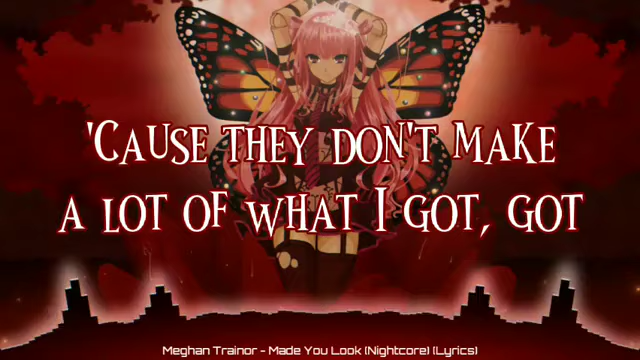 'Cause they don't make
a lot of what I got, got
Meghan Trainor - Made You Look (Nightcore) (Lyrics)